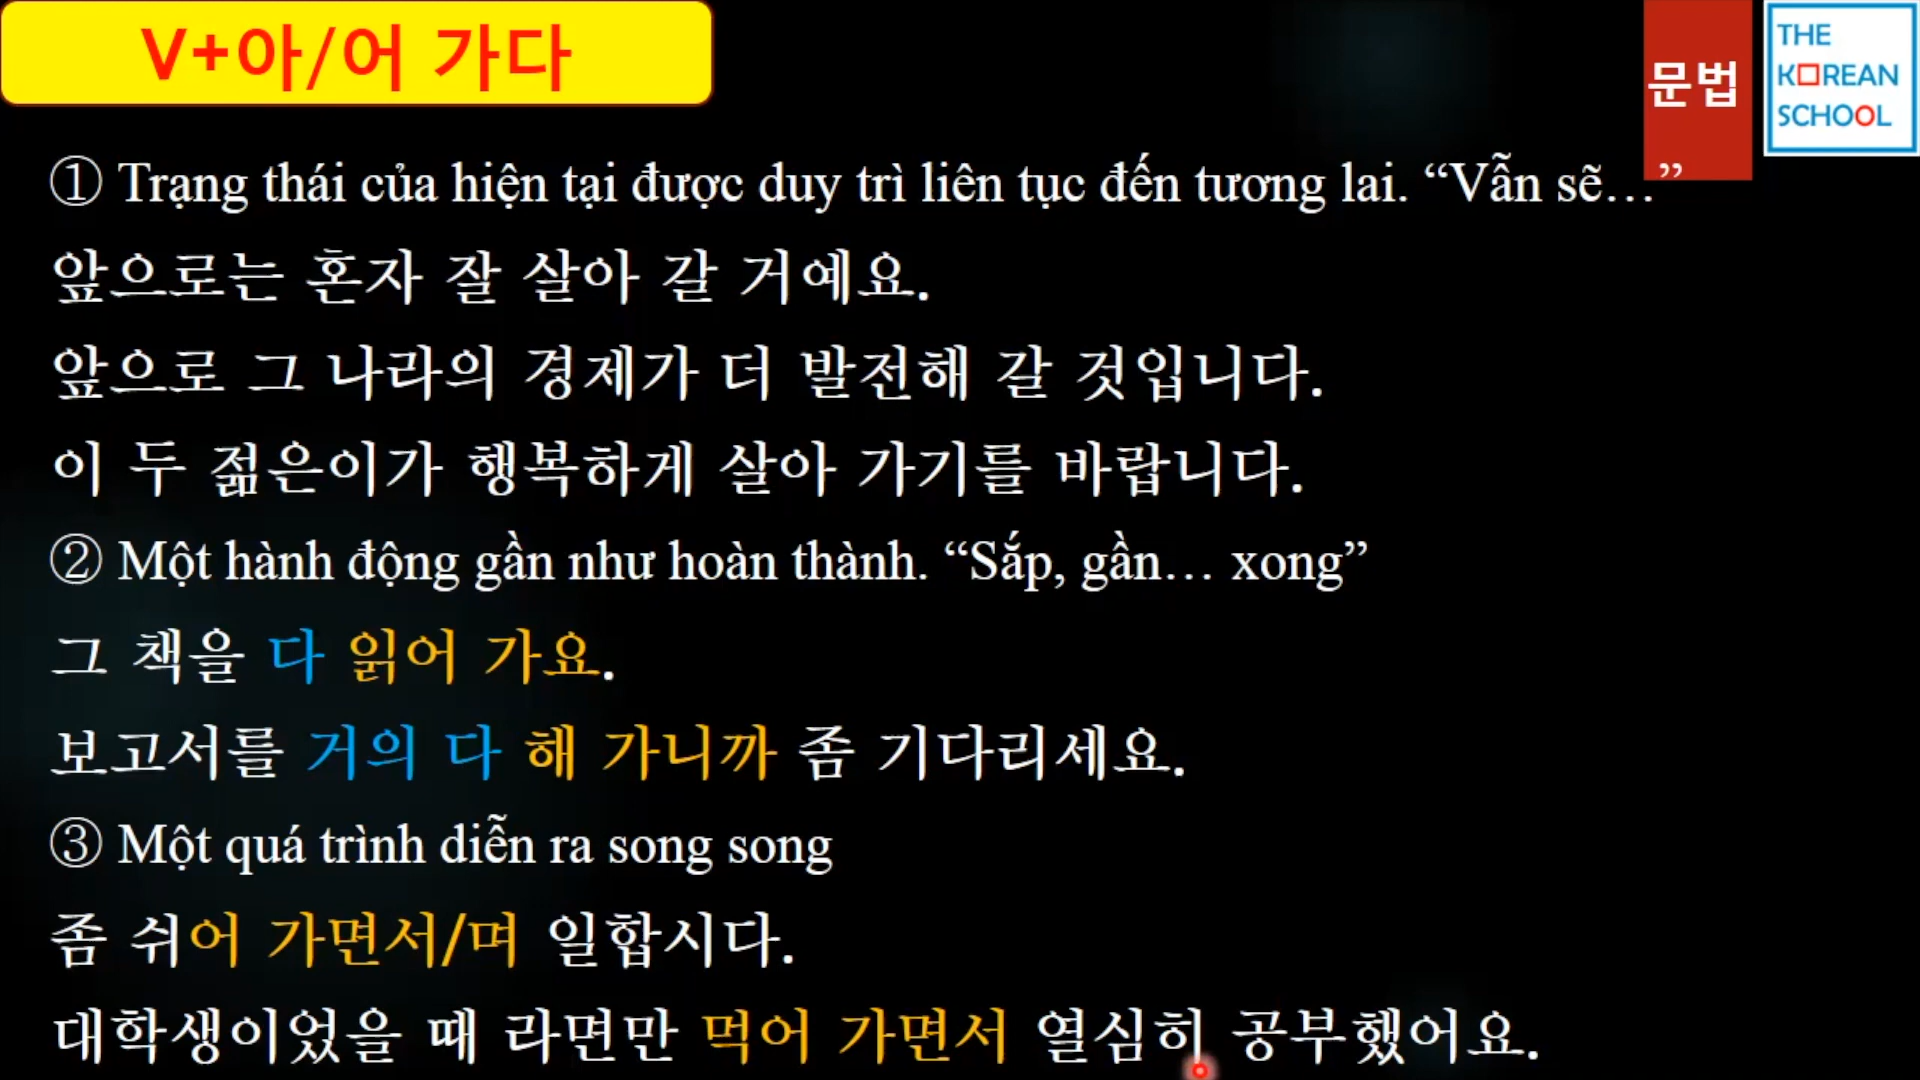 V+아/어 가다
문법
THE
KOREAN
SCHOOL
① Trạng thái của hiện tại được duy trì liên tục đến tương lai. “Vẫn sẽ…”
앞으로는 혼자 잘 살아 갈 거예요.
앞으로 그 나라의 경제가 더 발전해 갈 것입니다.
이 두 젊은이가 행복하게 살아 가기를 바랍니다.
② Một hành động gần như hoàn thành. “Sắp, gần… xong”
그 책을 다 읽어 가요.
보고서를 거의 다 해 가니까 좀 기다리세요.
③ Một quá trình diễn ra song song
좀 쉬어 가면서/며 일합시다.
대학생이었을 때 라면만 먹어 가면서 열심히 공부했어요.